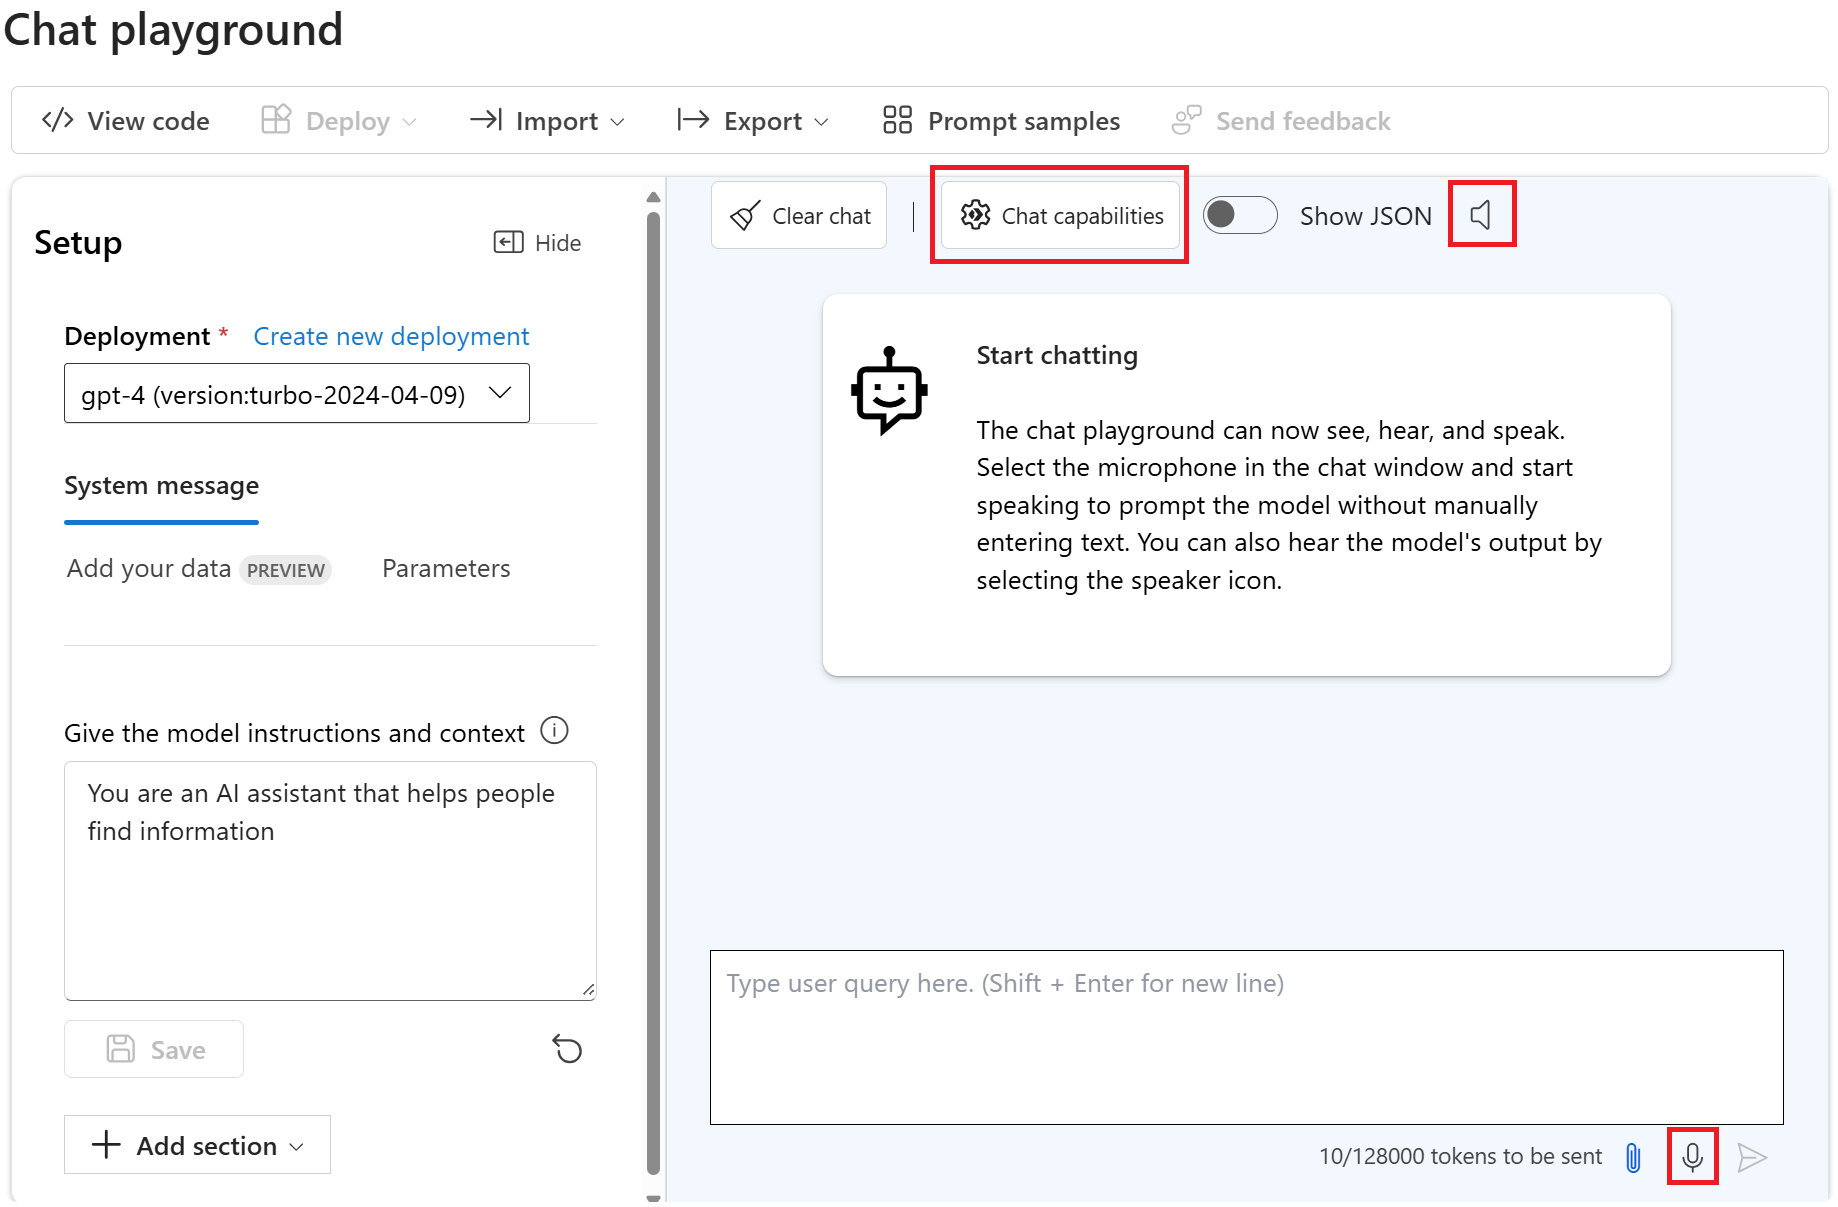 Chat playground
View code Deploy Import Export Prompt samples Send feedback
Setup
Hide
Deployment * Create new deployment
gpt-4 (version:turbo-2024-04-09)
System message
Add your data PREVIEW Parameters
Give the model instructions and context
You are an AI assistant that helps people
find information
Save
Add section
Clear chat Chat capabilities Show JSON
Start chatting
The chat playground can now see, hear, and speak.
Select the microphone in the chat window and start
speaking to prompt the model without manually
entering text. You can also hear the model's output by
selecting the speaker icon.
Type user query here. (Shift + Enter for new line)
10/128000 tokens to be sent